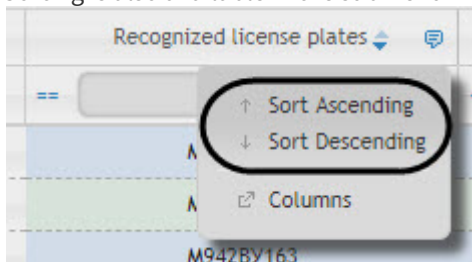 Recognized license plates
==
Sort Ascending
M
Sort Descending
M
Columns
M942BY163